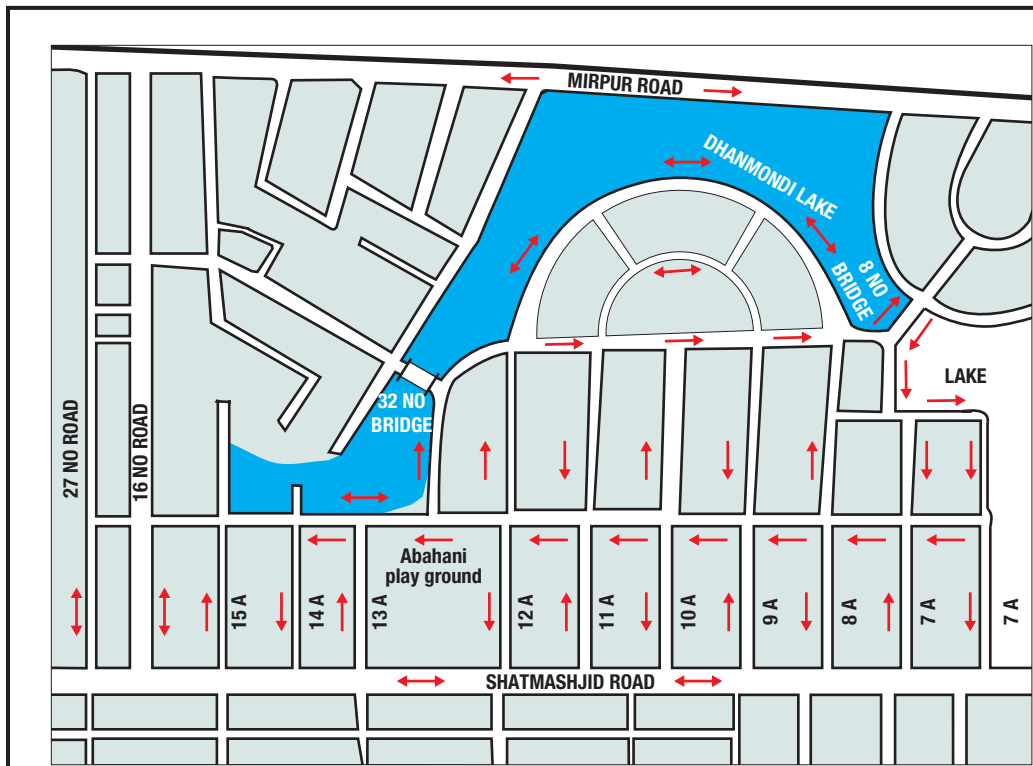 MIRPUR ROAD
DHANMONDI LAKE
8 NO
BRIDGE
LAKE
32 NO
BRIDGE
27 NO ROAD
16 NO ROAD
Abahani
play ground
15 A
14 A
13 A
12 A
11 A
10 A
9 A
8 A
7 A
7 A
SHATMASHJID ROAD